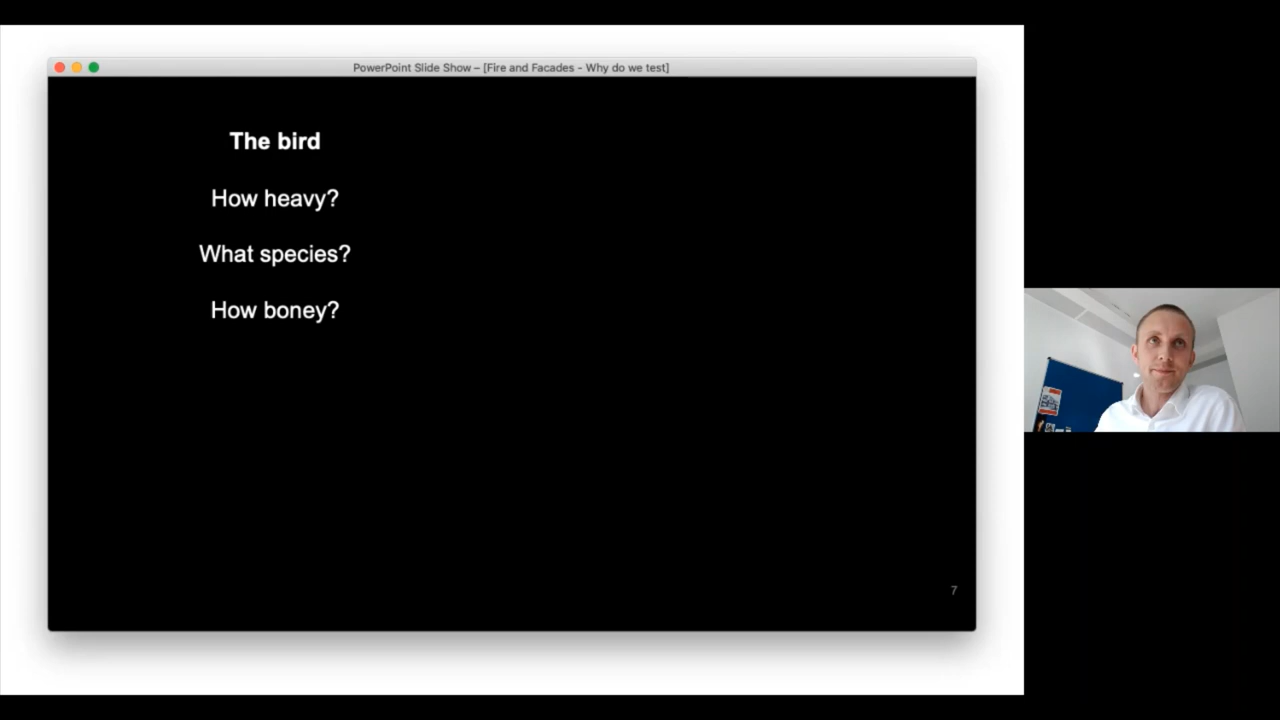 PowerPoint Slide Show – [Fire and Facades - Why do we test]
The bird
How heavy?
What species?
How boney?
7